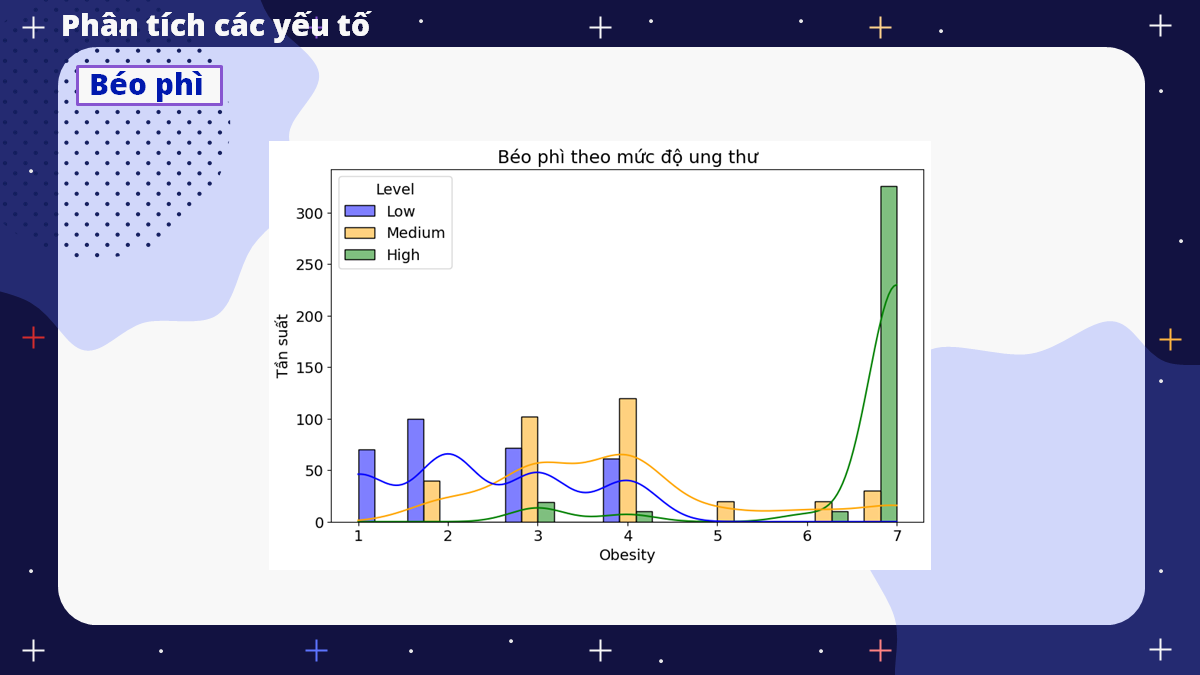 Phân tích các yếu tố
Béo phì
Béo phì theo mức độ ung thư
Level
Low
Medium
High
300
250
200
150
100
50
0
Tần suất
1 2 3 4 5 6 7
Obesity